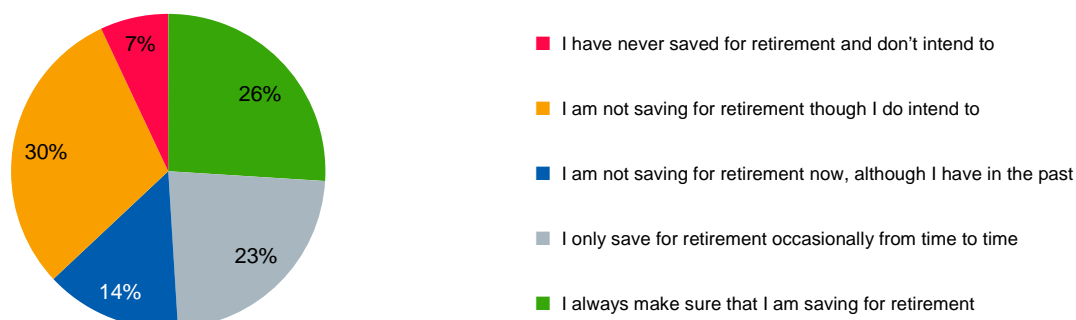 7%
26%
30%
23%
14%
I have never saved for retirement and don’t intend to
I am not saving for retirement though I do intend to
I am not saving for retirement now, although I have in the past
I only save for retirement occasionally from time to time
I always make sure that I am saving for retirement